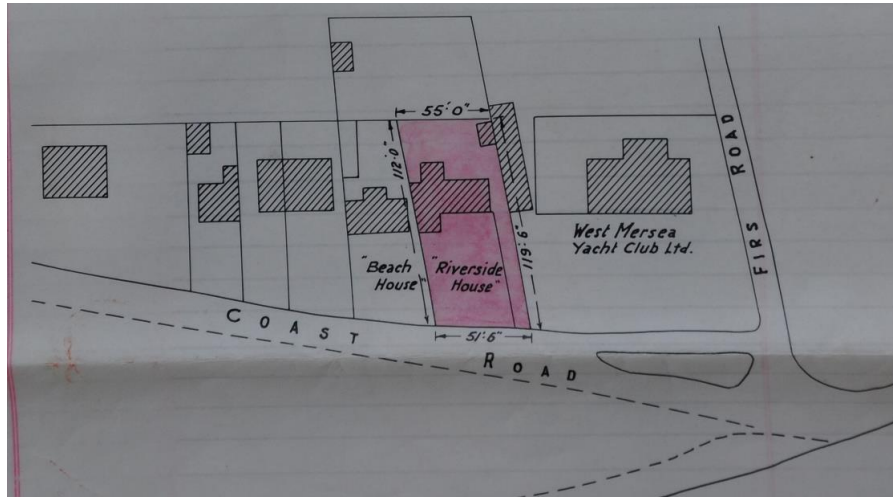 55'0"
112'0"
119'6"
West Mersea
Yacht Club Ltd.
FIRS ROAD
"Beach
House"
"Riverside
House"
51'6"
COAST ROAD